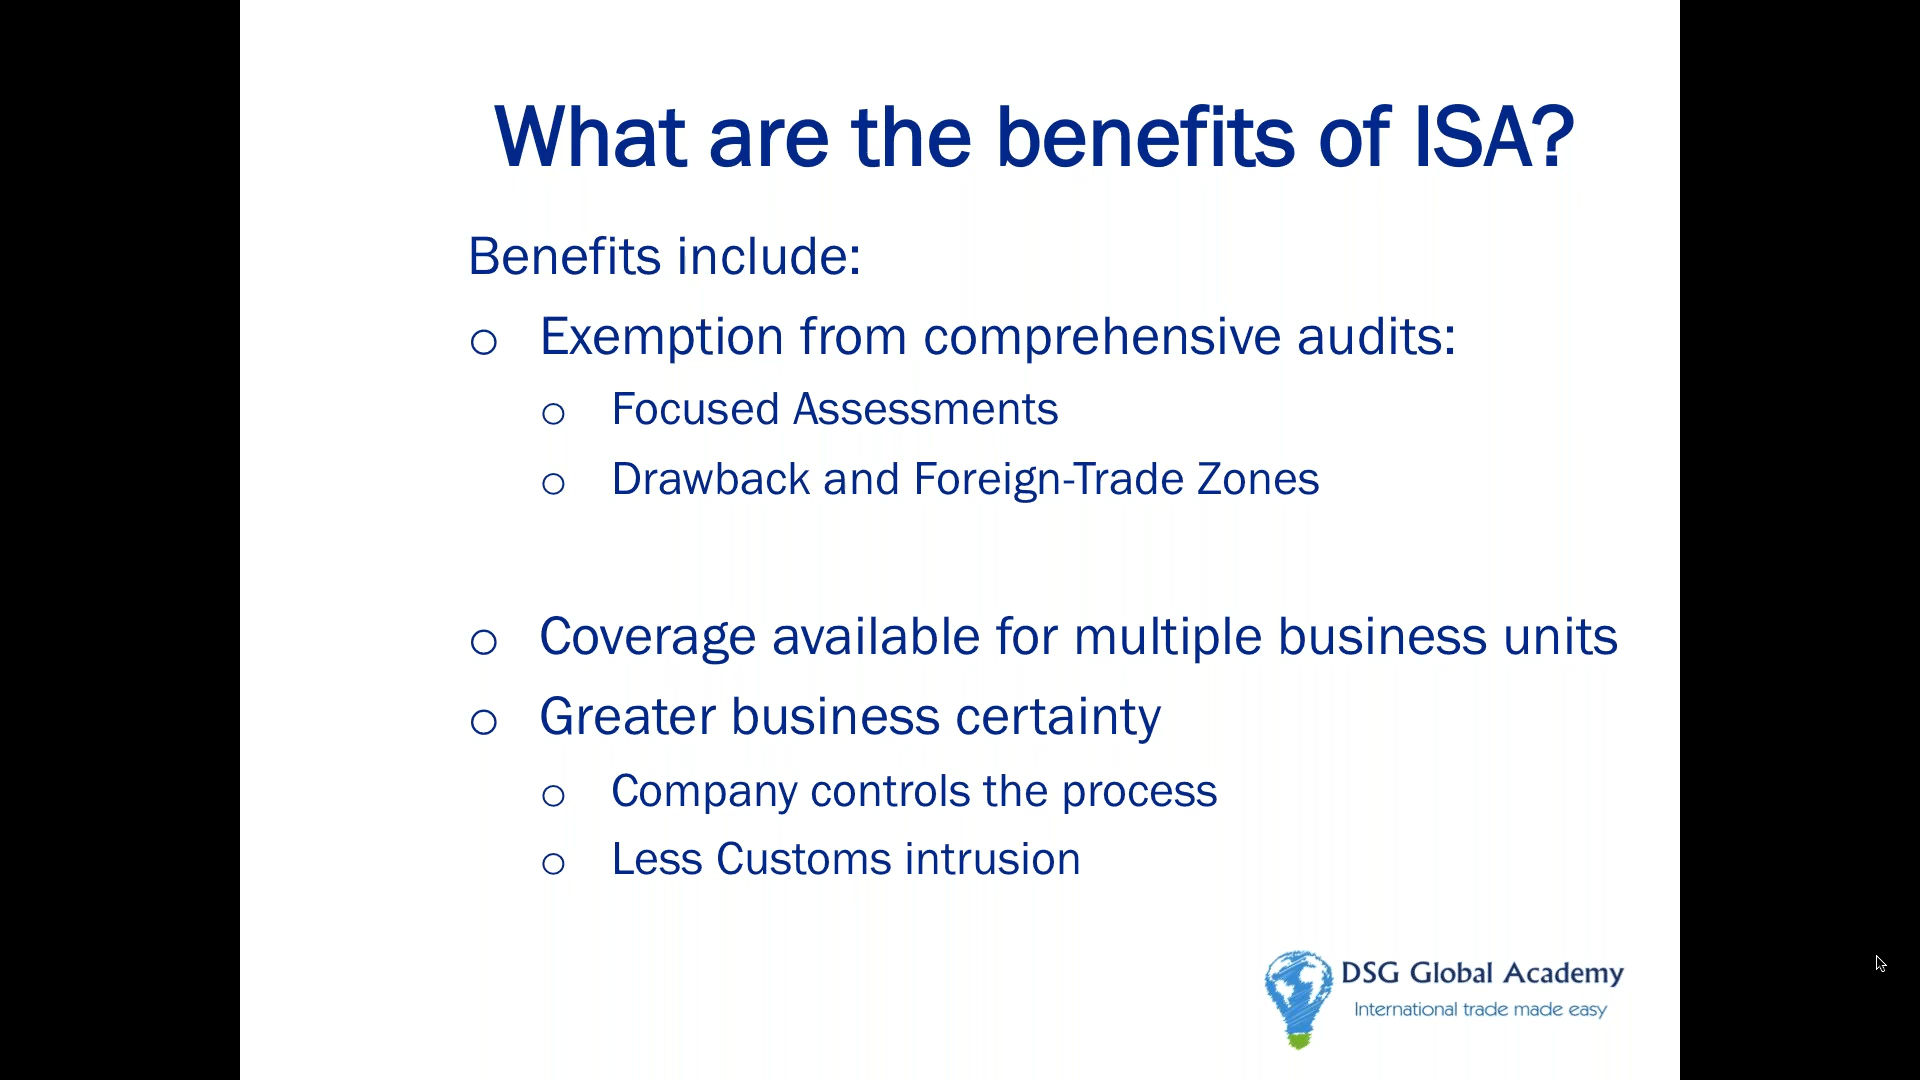 What are the benefits of ISA?
Benefits include:
Exemption from comprehensive audits:
Focused Assessments
Drawback and Foreign-Trade Zones
Coverage available for multiple business units
Greater business certainty
Company controls the process
Less Customs intrusion
DSG Global Academy
International trade made easy